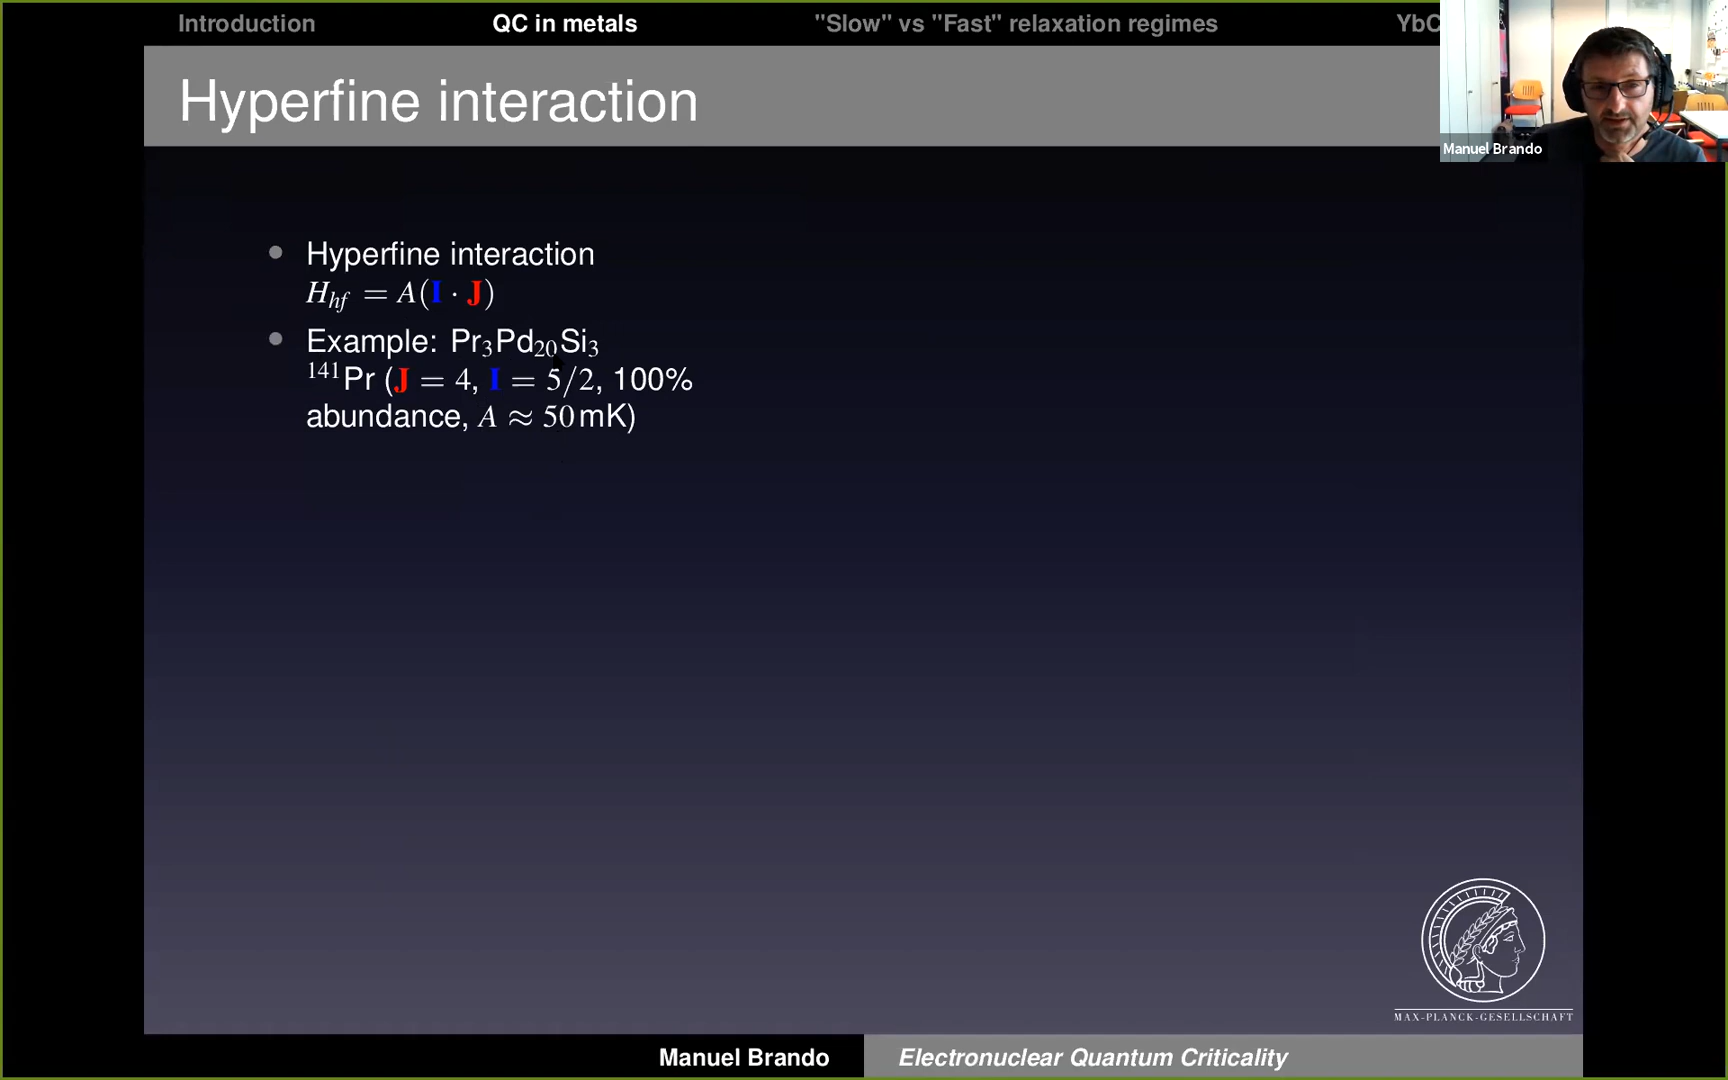 Introduction QC in metals "Slow" vs "Fast" relaxation regimes YbC
Hyperfine interaction
Manuel Brando
• Hyperfine interaction
H_hf = A(I · J)
• Example: Pr₃Pd₂₀Si₃
¹⁴¹Pr (J = 4, I = 5/2, 100%
abundance, A ≈ 50 mK)
MAX-PLANCK-GESELLSCHAFT
Manuel Brando Electronuclear Quantum Criticality